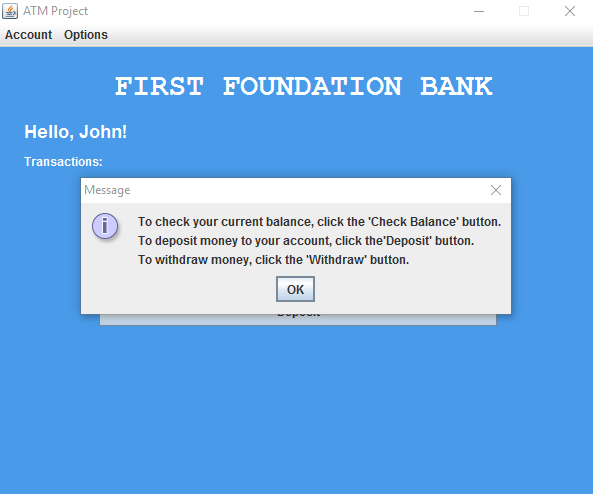 ATM Project
Account Options
FIRST FOUNDATION BANK
Hello, John!
Transactions:
Message
To check your current balance, click the 'Check Balance' button.
To deposit money to your account, click the'Deposit' button.
To withdraw money, click the 'Withdraw' button.
OK
Deposit